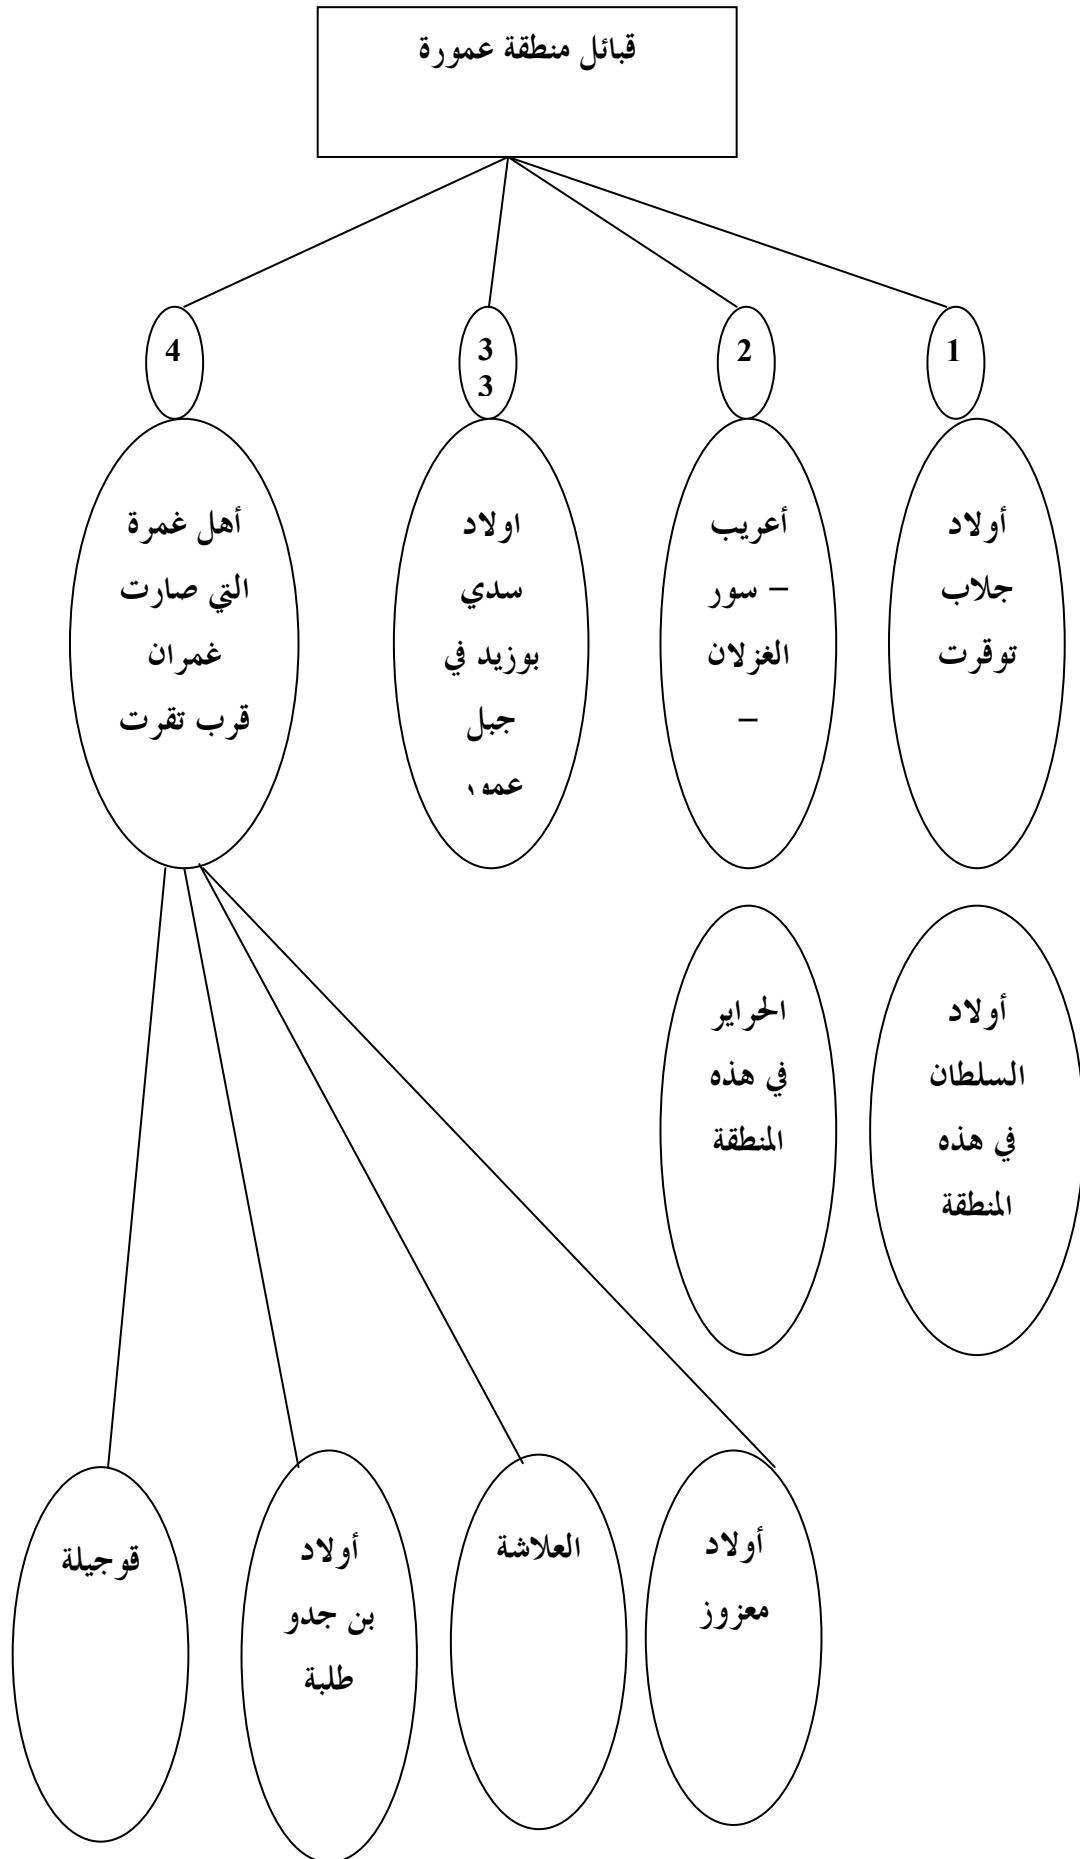 قبائل منطقة عمورة
1
2
3
3
4
أولاد
جلاب
توقرت
أعريب
– سور
الغزلان
–
اولاد
سدي
بوزيد في
جبل
أهل غمرة
التي صارت
غمران
قرب تقرت
أولاد
السلطان
في هذه
المنطقة
الحراير
في هذه
المنطقة
أولاد
معزوز
العلاشة
أولاد
بن جدو
طلبة
قوجيلة